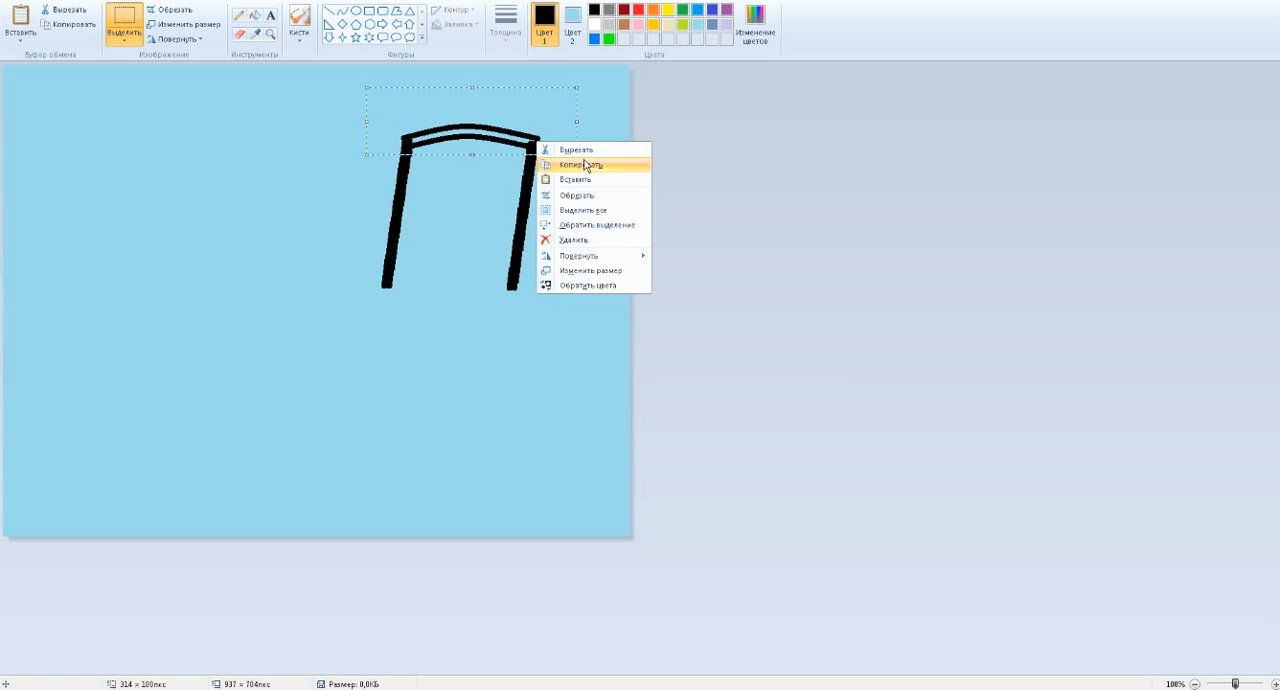 Вставить
Вырезать
Копировать
Буфер обмена
Выделить
Обрезать
Изменить размер
Повернуть
Изображение
A
Инструменты
Кисти
Контур
Заливка
Фигуры
Толщина
Цвет 1
Цвет 2
Изменение цветов
Цвета
Вырезать
Копировать
Вставить
Обрезать
Выделить все
Обратить выделение
Удалить
Повернуть
Изменить размер
Обратить цвета
314 × 100пкс
937 × 704пкс
Размер: 0,0КБ
100%